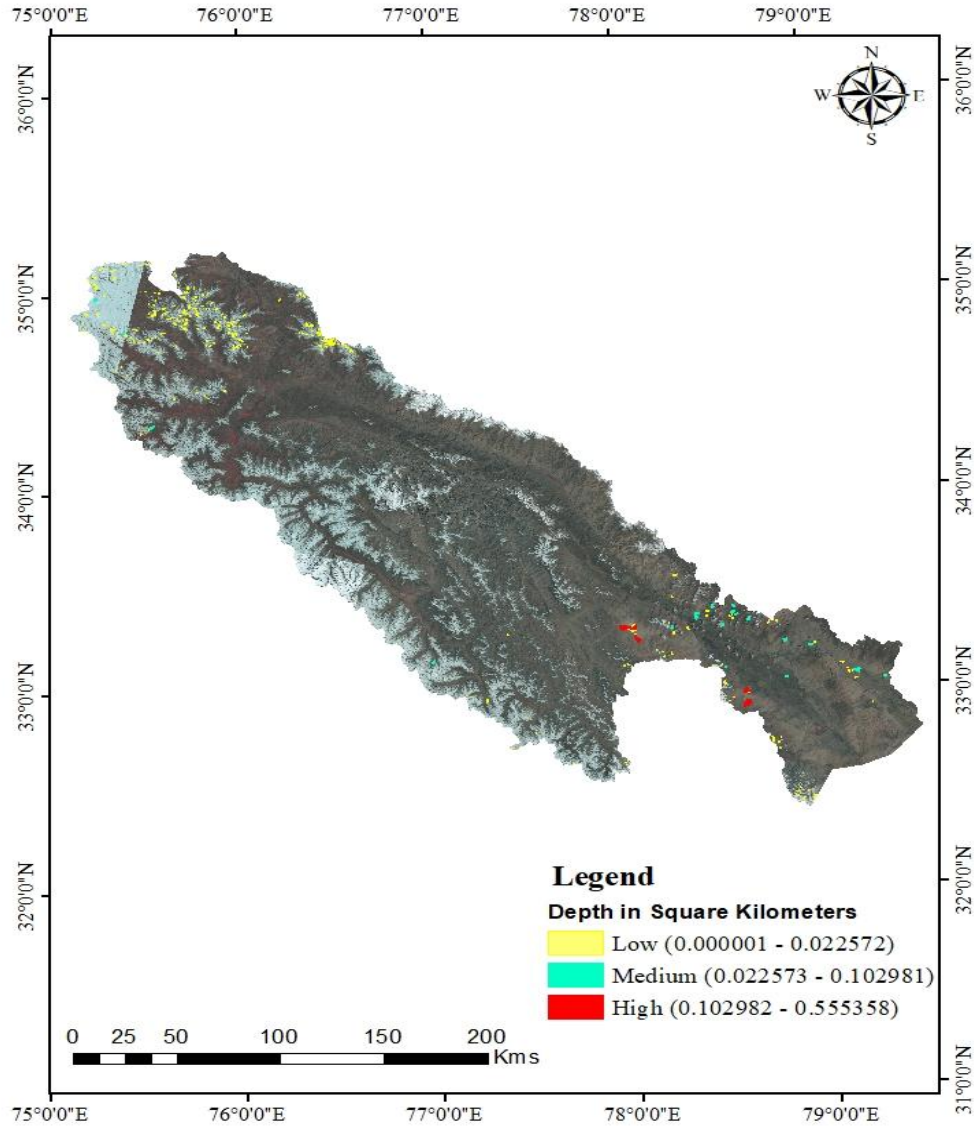 75°0'0"E 76°0'0"E 77°0'0"E 78°0'0"E 79°0'0"E
N
W E
S
36°0'0"N 36°0'0"N
35°0'0"N 35°0'0"N
34°0'0"N 34°0'0"N
33°0'0"N 33°0'0"N
32°0'0"N 32°0'0"N
31°0'0"N
Legend
Depth in Square Kilometers
Low (0.000001 - 0.022572)
Medium (0.022573 - 0.102981)
High (0.102982 - 0.555358)
0 25 50 100 150 200
Kms
75°0'0"E 76°0'0"E 77°0'0"E 78°0'0"E 79°0'0"E